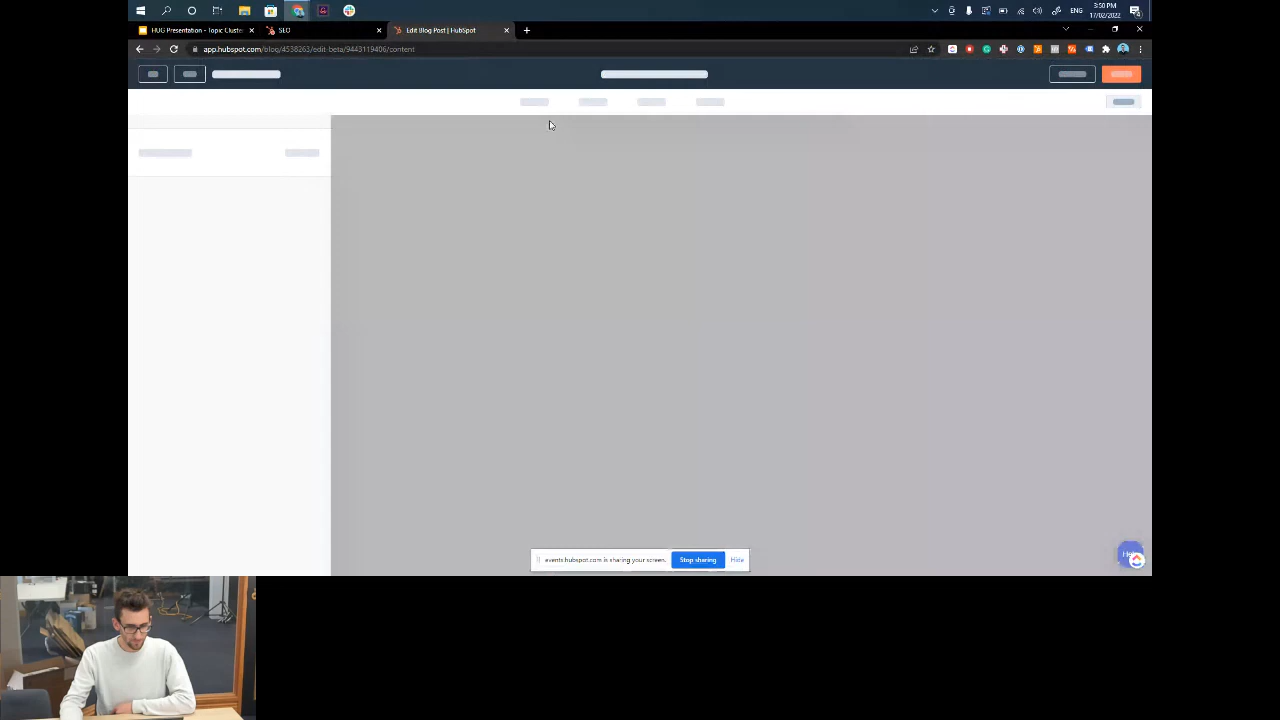 3:50 PM
ENG
17/02/2022
HUG Presentation - Topic Cluste
SEO
Edit Blog Post | HubSpot
app.hubspot.com/blog/4538263/edit-beta/9443119406/content
events.hubspot.com is sharing your screen.
Stop sharing
Hide